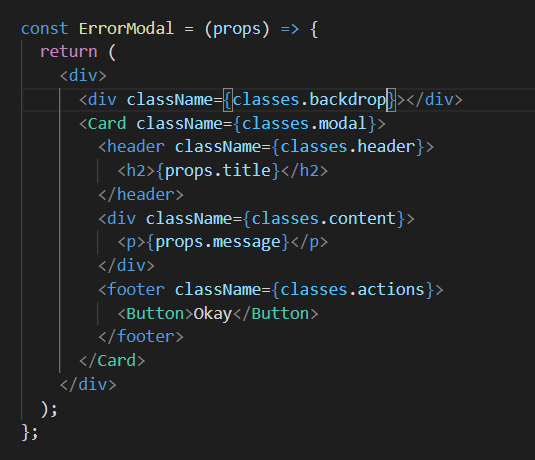 const ErrorModal = (props) => {
  return (
    <div>
      <div className={classes.backdrop}></div>
      <Card className={classes.modal}>
        <header className={classes.header}>
          <h2>{props.title}</h2>
        </header>
        <div className={classes.content}>
          <p>{props.message}</p>
        </div>
        <footer className={classes.actions}>
          <Button>Okay</Button>
        </footer>
      </Card>
    </div>
  );
};